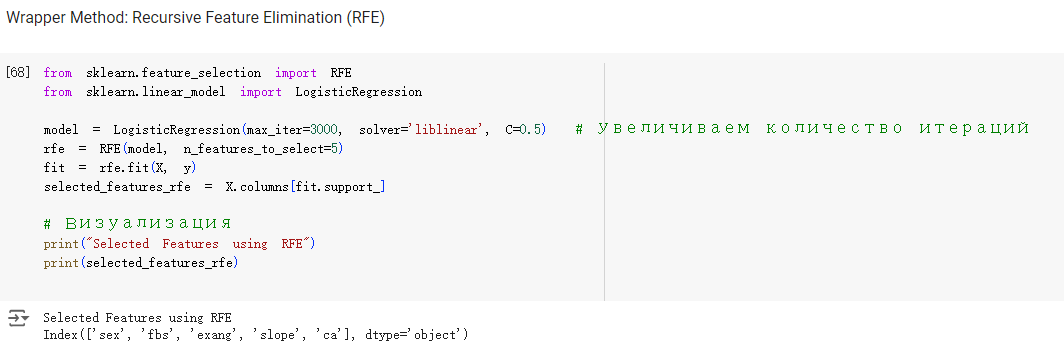 Wrapper Method: Recursive Feature Elimination (RFE)
[68] from sklearn.feature_selection import RFE
from sklearn.linear_model import LogisticRegression
model = LogisticRegression(max_iter=3000, solver='liblinear', C=0.5) # увеличиваем количество итераций
rfe = RFE(model, n_features_to_select=5)
fit = rfe.fit(X, y)
selected_features_rfe = X.columns[fit.support_]
# Визуализация
print("Selected Features using RFE")
print(selected_features_rfe)
Selected Features using RFE
Index(['sex', 'fbs', 'exang', 'slope', 'ca'], dtype='object')